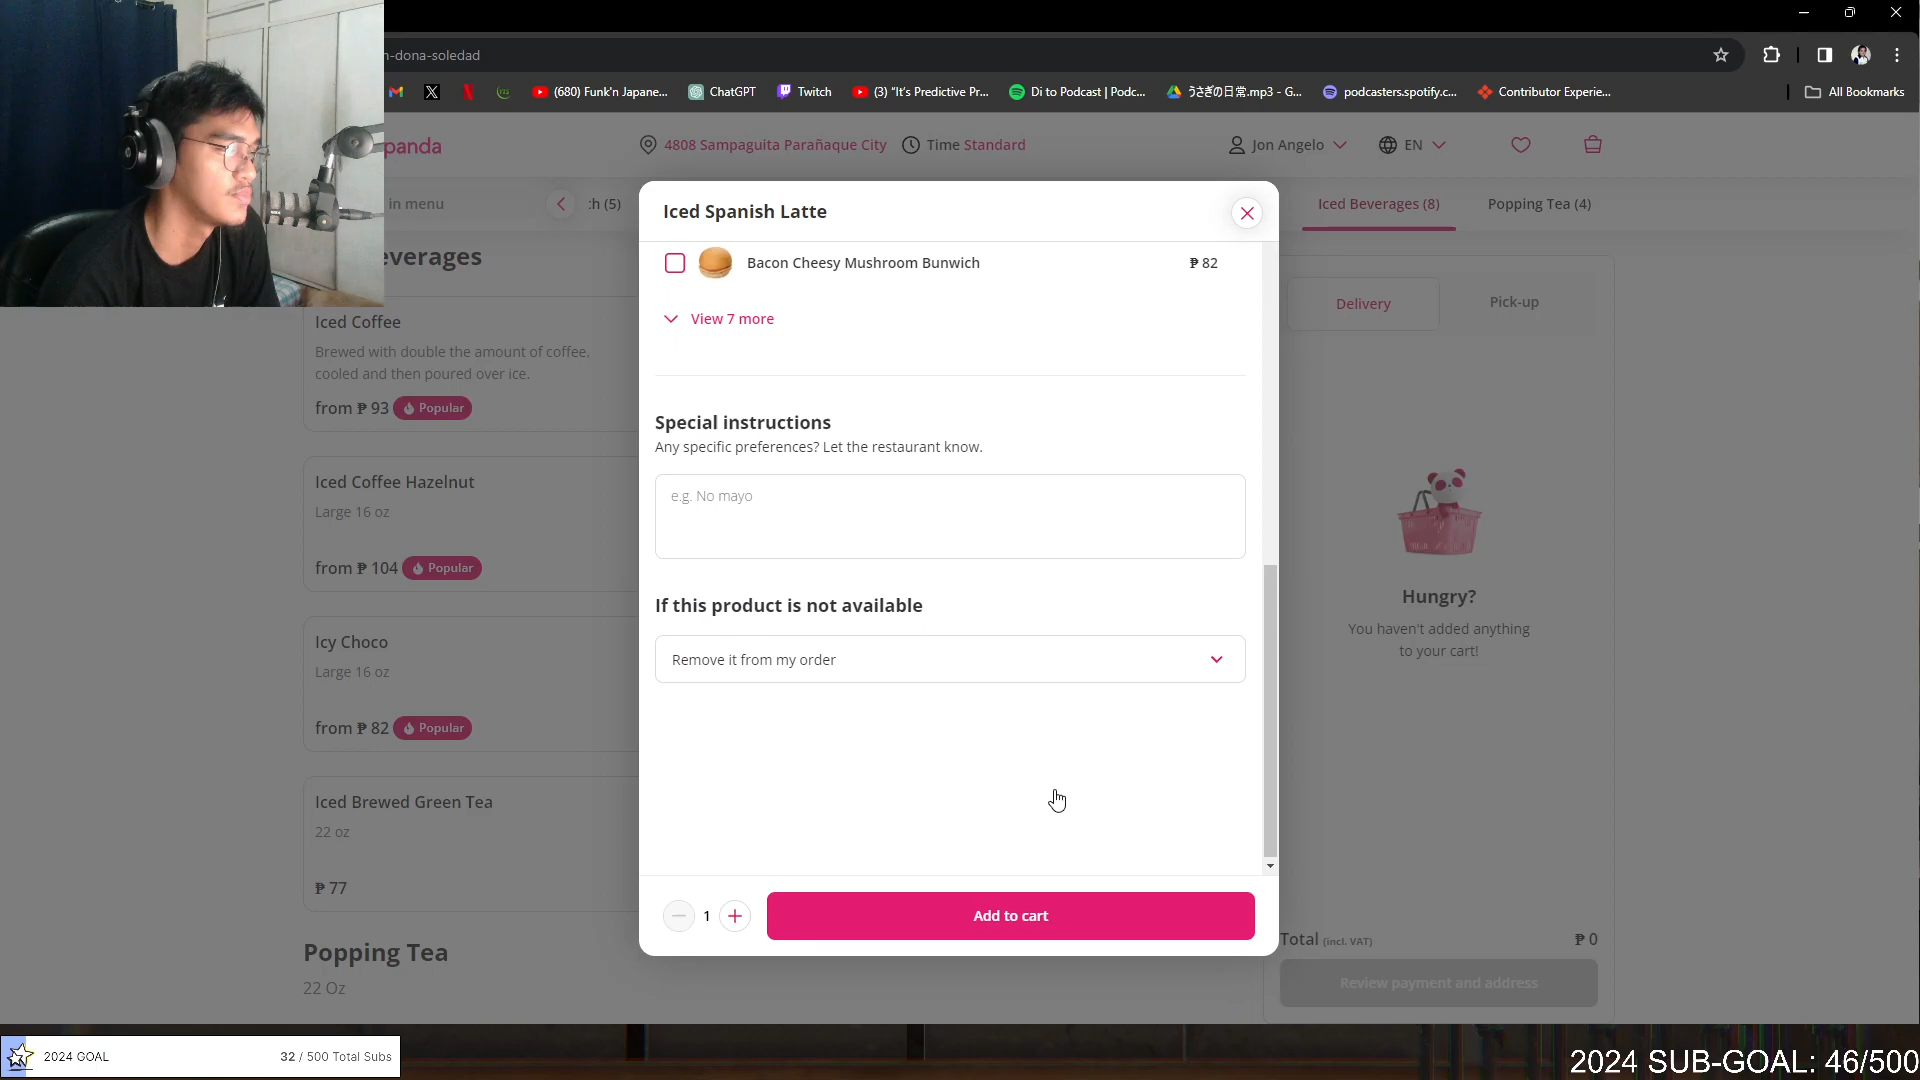 n-dona-soledad
(680) Funk'n Japane...
ChatGPT
Twitch
(3) "It's Predictive Pr...
Di to Podcast | Podc...
うさぎの日常.mp3 - G...
podcasters.spotify.c...
Contributor Experie...
All Bookmarks
panda
4808 Sampaguita Parañaque City
Time Standard
Jon Angelo
EN
in menu
:h (5)
Iced Beverages (8)
Popping Tea (4)
everages
Iced Coffee
Brewed with double the amount of coffee,
cooled and then poured over ice.
from ₱ 93
Popular
Iced Coffee Hazelnut
Large 16 oz
from ₱ 104
Popular
Icy Choco
Large 16 oz
from ₱ 82
Popular
Iced Brewed Green Tea
22 oz
₱ 77
Popping Tea
22 Oz
Iced Spanish Latte
Bacon Cheesy Mushroom Bunwich
₱ 82
View 7 more
Special instructions
Any specific preferences? Let the restaurant know.
e.g. No mayo
If this product is not available
Remove it from my order
1
Add to cart
Delivery
Pick-up
Hungry?
You haven't added anything
to your cart!
Total (incl. VAT)
₱ 0
Review payment and address
2024 GOAL
32 / 500 Total Subs
2024 SUB-GOAL: 46/500